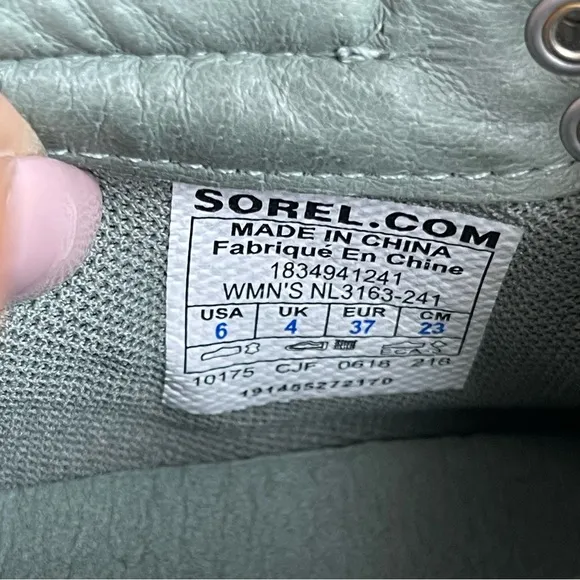 SOREL.COM
MADE IN CHINA
Fabriqué En Chine
1834941241
WMN'S NL3163-241
USA UK EUR CM
6 4 37 23
10175 CJF 0618 218
191455272170